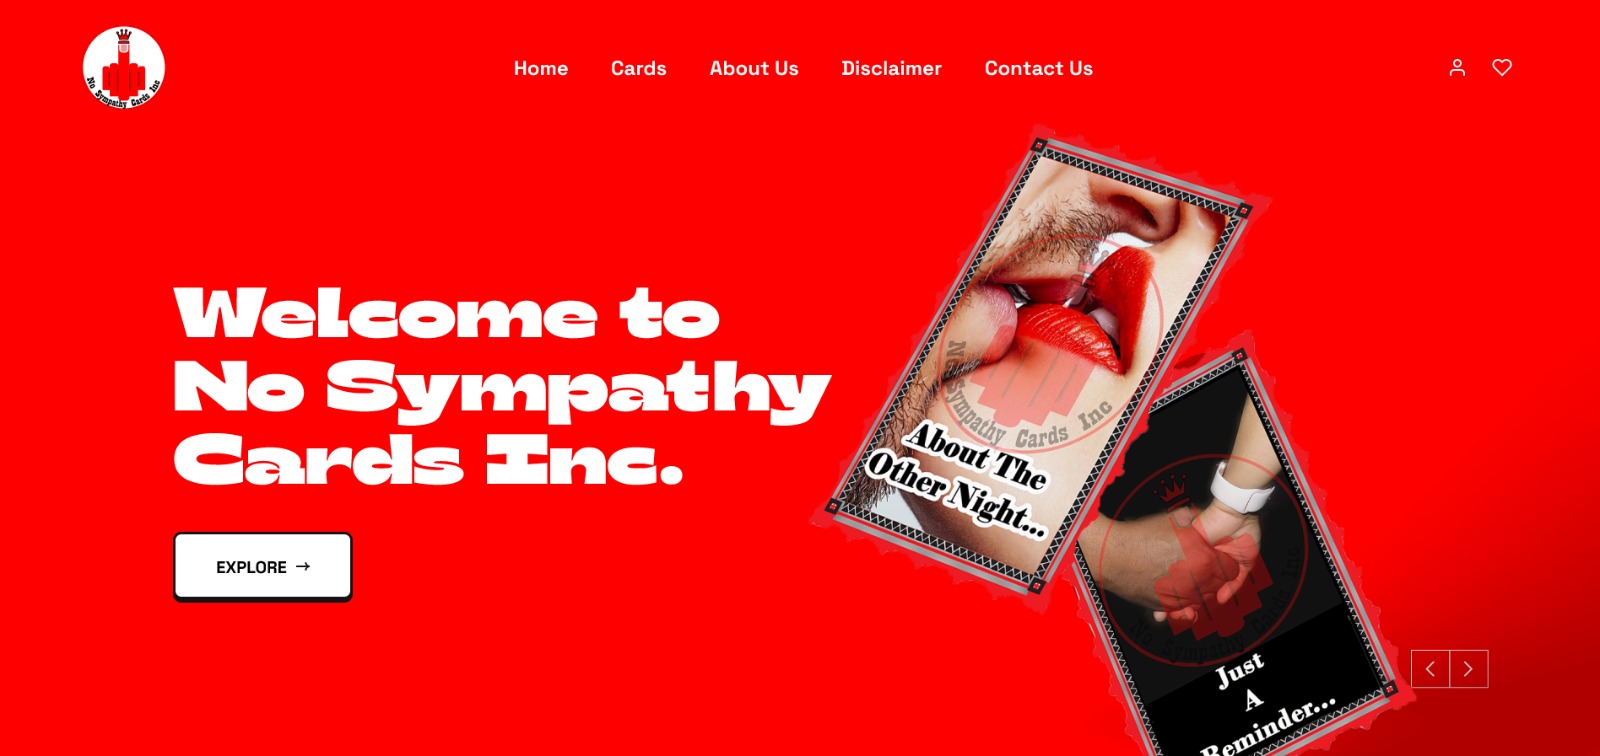 No Sympathy Cards Inc
Home
Cards
About Us
Disclaimer
Contact Us
Welcome to
No Sympathy
Cards Inc.
EXPLORE →
No Sympathy Cards Inc
About The
Other Night...
No Sympathy Cards Inc
Just
A
Reminder...